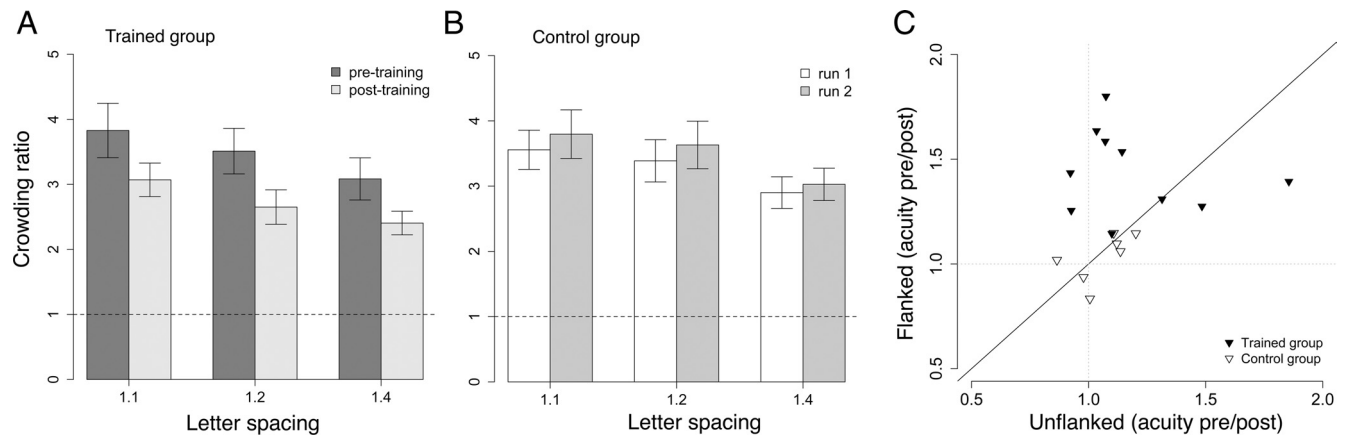 A
Trained group
Crowding ratio
5
4
3
2
1
0
pre-training
post-training
1.1
1.2
1.4
Letter spacing
B
Control group
5
4
3
2
1
0
run 1
run 2
1.1
1.2
1.4
Letter spacing
C
Flanked (acuity pre/post)
2.0
1.5
1.0
0.5
Trained group
Control group
0.5
1.0
1.5
2.0
Unflanked (acuity pre/post)